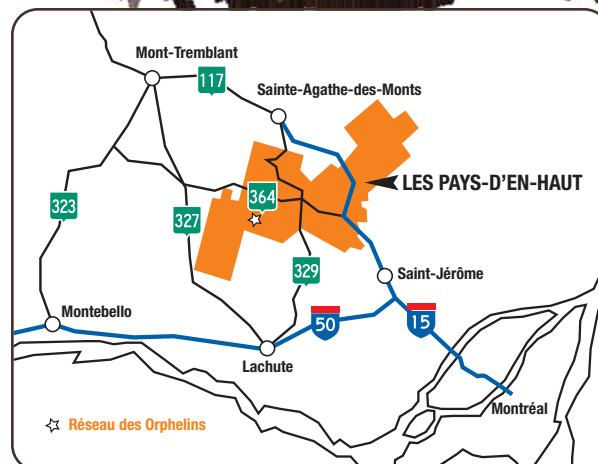 Mont-Tremblant
117
Sainte-Agathe-des-Monts
LES PAYS-D'EN-HAUT
323
327
364
329
Saint-Jérôme
Montebello
50
15
Lachute
Montréal
Réseau des Orphelins